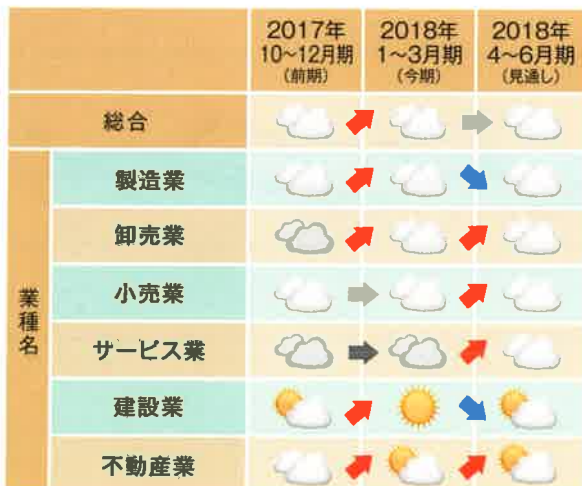 2017年
10～12月期
(前期)
2018年
1～3月期
(今期)
2018年
4～6月期
(見通し)
総合
業種名
製造業
卸売業
小売業
サービス業
建設業
不動産業